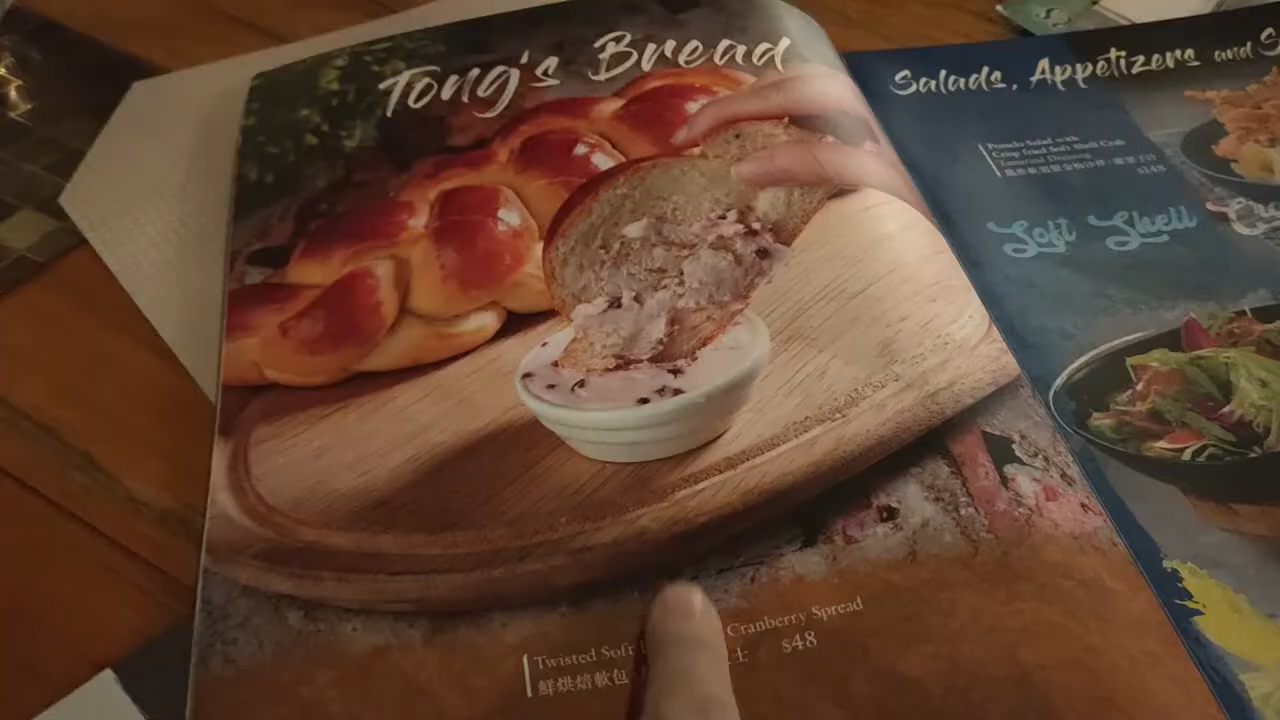 Tong's Bread
Twisted Soft
Cranberry Spread
鮮烘焙軟包
士 $48
Salads, Appetizers and S
Pomelo Salad with
Crisp Fried Soft Shell Crab
Tamarind Dressing
$148
Soft Shell Cra